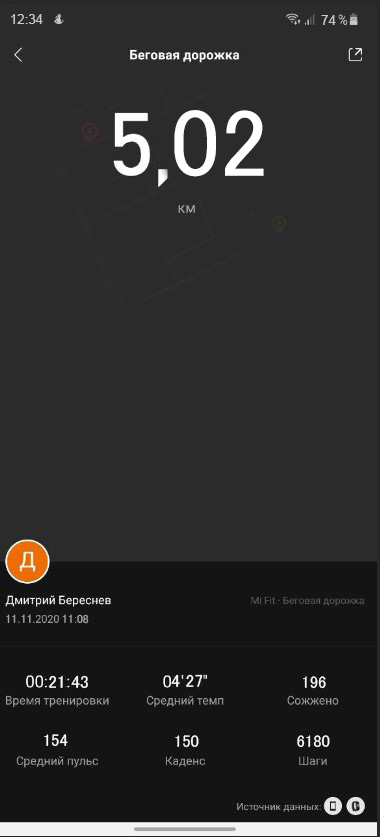 12:34 74%
Беговая дорожка
5,02
км
Д
Дмитрий Береснев
Mi Fit - Беговая дорожка
11.11.2020 11:08
00:21:43 04'27" 196
Время тренировки Средний темп Сожжено
154 150 6180
Средний пульс Каденс Шаги
Источник данных: